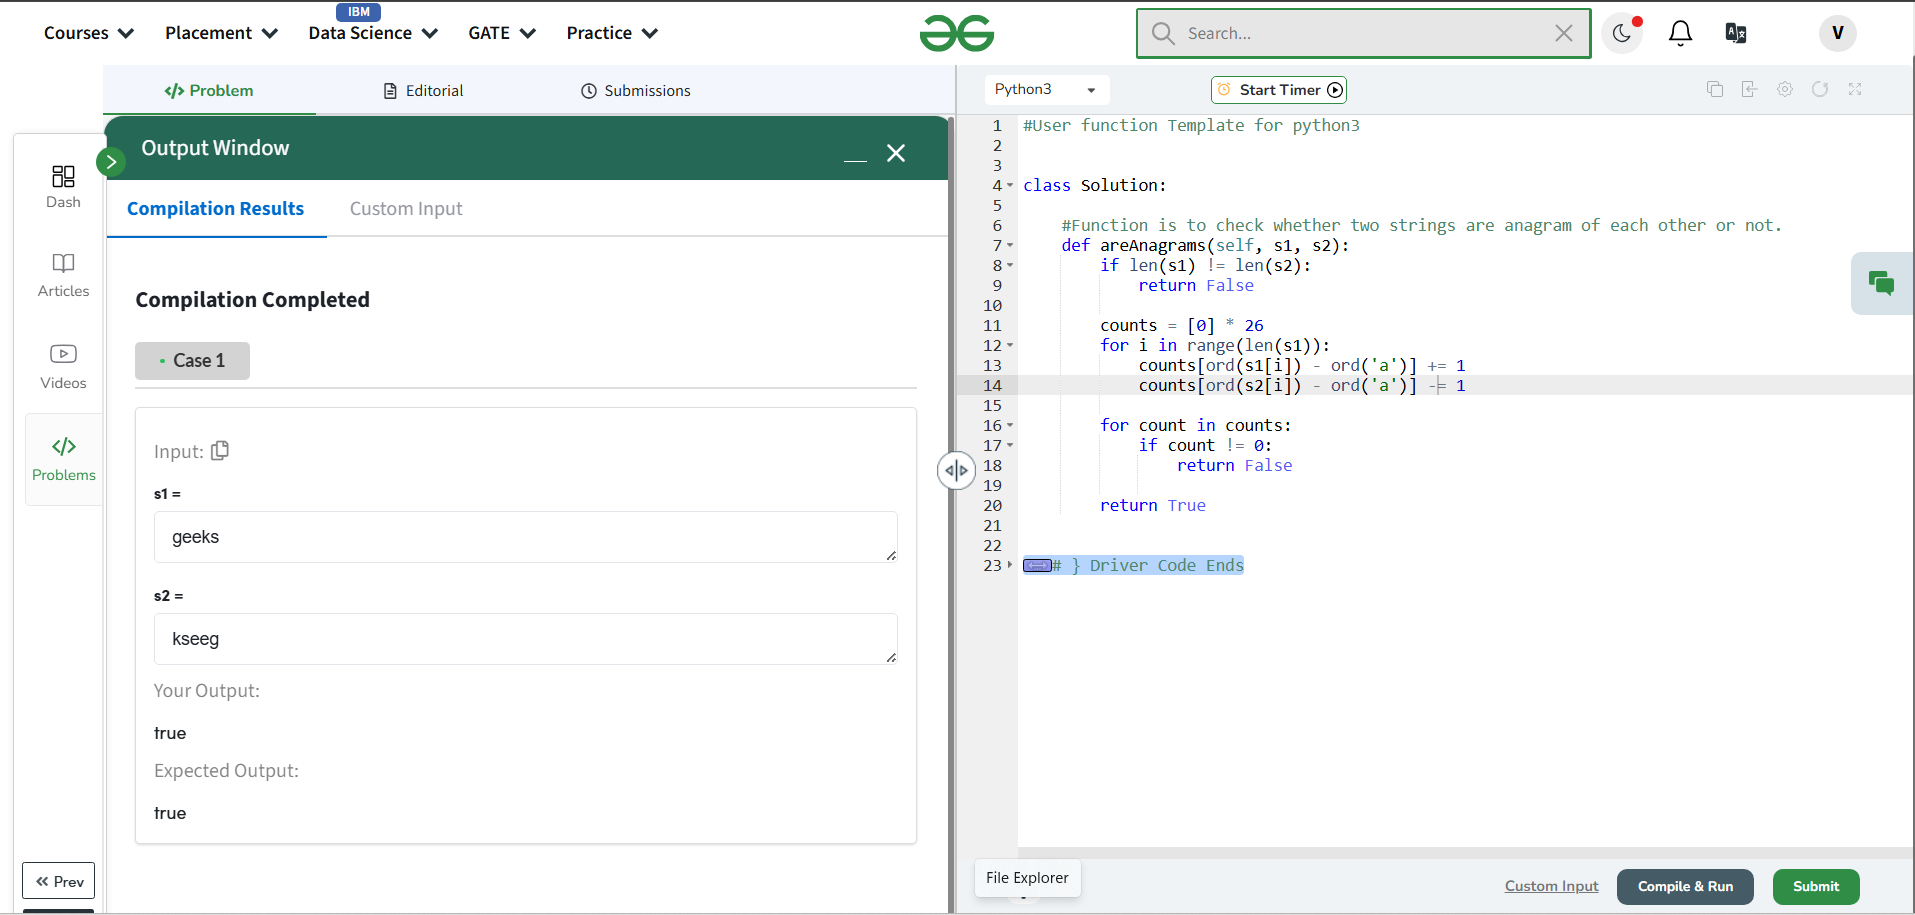 Courses
Placement
IBM
Data Science
GATE
Practice
Search...
V
Problem
Editorial
Submissions
Python3
Start Timer
Dash
Articles
Videos
Problems
Prev
Output Window
Compilation Results
Custom Input
Compilation Completed
Case 1
Input:
s1 =
geeks
s2 =
kseeg
Your Output:
true
Expected Output:
true
1 #User function Template for python3
2
3
4 class Solution:
5
6     #Function is to check whether two strings are anagram of each other or not.
7     def areAnagrams(self, s1, s2):
8         if len(s1) != len(s2):
9             return False
10
11         counts = [0] * 26
12         for i in range(len(s1)):
13             counts[ord(s1[i]) - ord('a')] += 1
14             counts[ord(s2[i]) - ord('a')] -= 1
15
16         for count in counts:
17             if count != 0:
18                 return False
19
20         return True
21
22
23 # } Driver Code Ends
File Explorer
Custom Input
Compile & Run
Submit